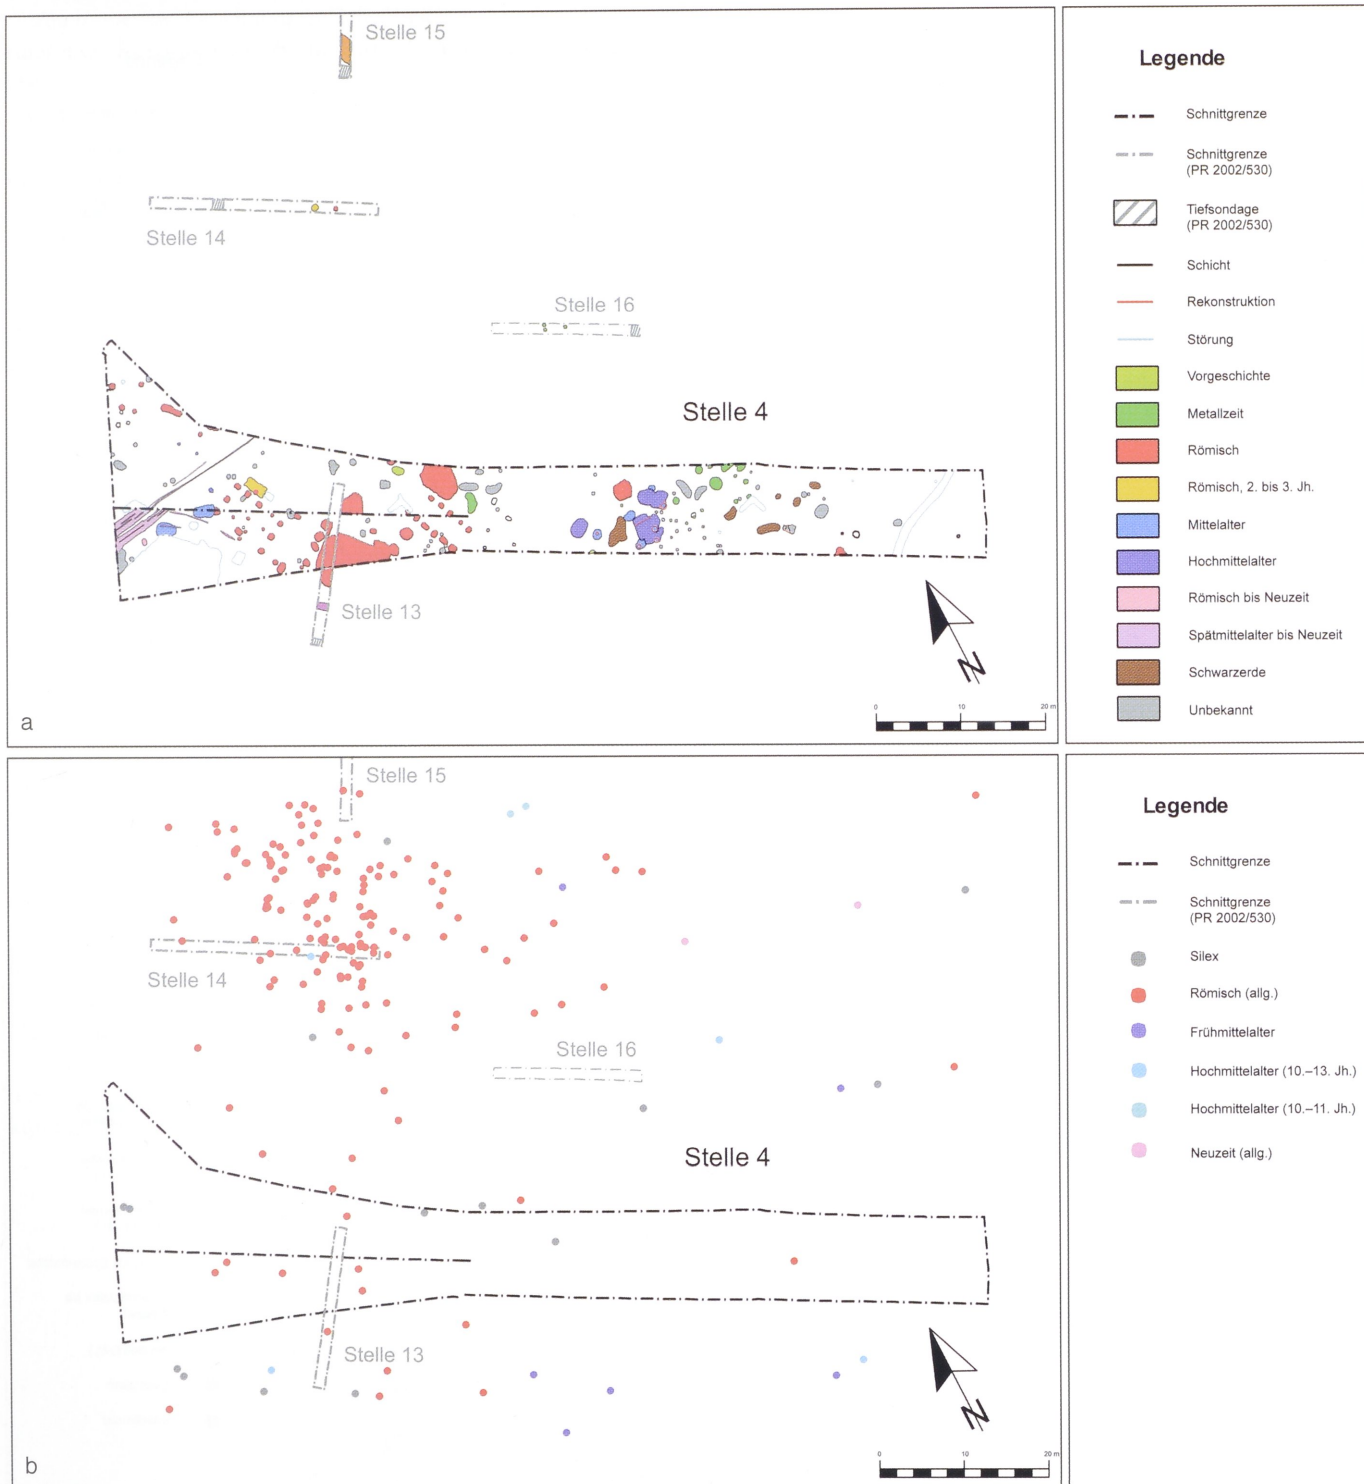 Stelle 15
Stelle 14
Stelle 16
Stelle 4
Stelle 13
N
0 10 20 m
a
Legende
Schnittgrenze
Schnittgrenze
(PR 2002/530)
Tiefsondage
(PR 2002/530)
Schicht
Rekonstruktion
Störung
Vorgeschichte
Metallzeit
Römisch
Römisch, 2. bis 3. Jh.
Mittelalter
Hochmittelalter
Römisch bis Neuzeit
Spätmittelalter bis Neuzeit
Schwarzerde
Unbekannt
Stelle 15
Stelle 14
Stelle 16
Stelle 4
Stelle 13
N
0 10 20 m
b
Legende
Schnittgrenze
Schnittgrenze
(PR 2002/530)
Silex
Römisch (allg.)
Frühmittelalter
Hochmittelalter (10.–13. Jh.)
Hochmittelalter (10.–11. Jh.)
Neuzeit (allg.)